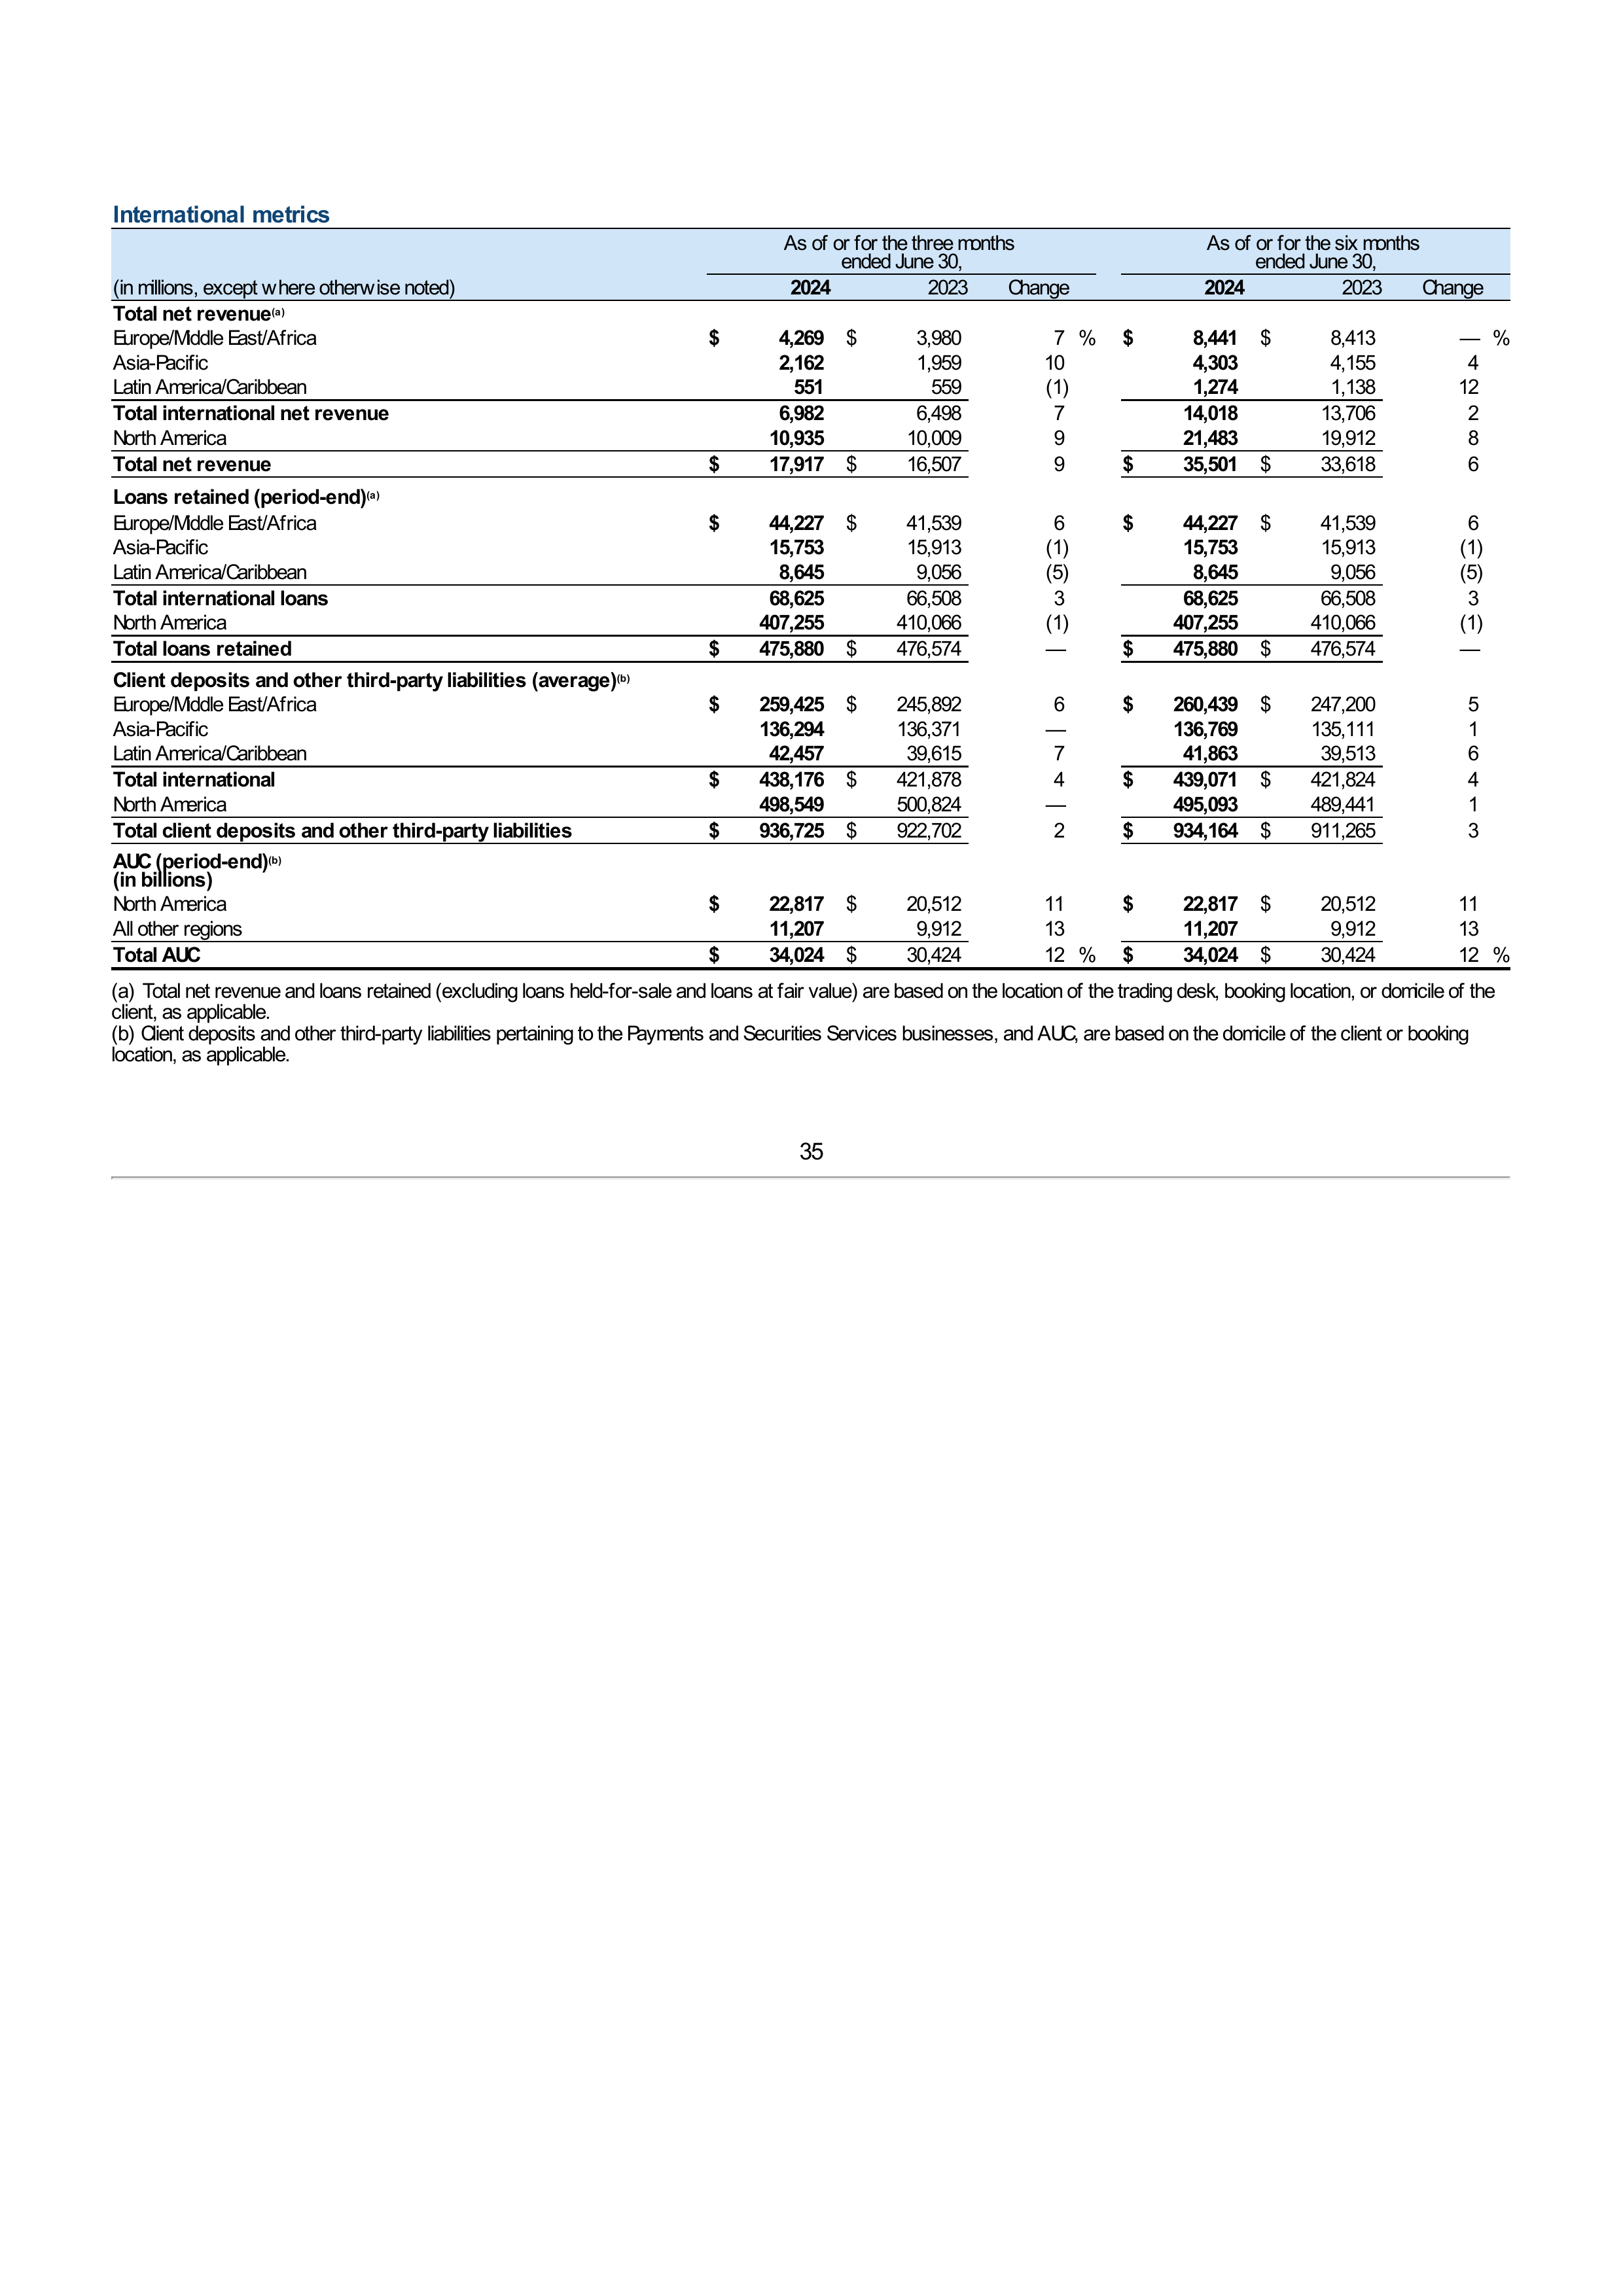 International metrics
As of or for the three months ended June 30, As of or for the six months ended June 30,
(in millions, except where otherwise noted) 2024 2023 Change 2024 2023 Change
Total net revenue(a)
Europe/Middle East/Africa $ 4,269 $ 3,980 7 % $ 8,441 $ 8,413 — %
Asia-Pacific 2,162 1,959 10 4,303 4,155 4
Latin America/Caribbean 551 559 (1) 1,274 1,138 12
Total international net revenue 6,982 6,498 7 14,018 13,706 2
North America 10,935 10,009 9 21,483 19,912 8
Total net revenue $ 17,917 $ 16,507 9 $ 35,501 $ 33,618 6
Loans retained (period-end)(a)
Europe/Middle East/Africa $ 44,227 $ 41,539 6 $ 44,227 $ 41,539 6
Asia-Pacific 15,753 15,913 (1) 15,753 15,913 (1)
Latin America/Caribbean 8,645 9,056 (5) 8,645 9,056 (5)
Total international loans 68,625 66,508 3 68,625 66,508 3
North America 407,255 410,066 (1) 407,255 410,066 (1)
Total loans retained $ 475,880 $ 476,574 — $ 475,880 $ 476,574 —
Client deposits and other third-party liabilities (average)(b)
Europe/Middle East/Africa $ 259,425 $ 245,892 6 $ 260,439 $ 247,200 5
Asia-Pacific 136,294 136,371 — 136,769 135,111 1
Latin America/Caribbean 42,457 39,615 7 41,863 39,513 6
Total international $ 438,176 $ 421,878 4 $ 439,071 $ 421,824 4
North America 498,549 500,824 — 495,093 489,441 1
Total client deposits and other third-party liabilities $ 936,725 $ 922,702 2 $ 934,164 $ 911,265 3
AUC (period-end)(b)
(in billions)
North America $ 22,817 $ 20,512 11 $ 22,817 $ 20,512 11
All other regions 11,207 9,912 13 11,207 9,912 13
Total AUC $ 34,024 $ 30,424 12 % $ 34,024 $ 30,424 12 %
(a) Total net revenue and loans retained (excluding loans held-for-sale and loans at fair value) are based on the location of the trading desk, booking location, or domicile of the
client, as applicable.
(b) Client deposits and other third-party liabilities pertaining to the Payments and Securities Services businesses, and AUC, are based on the domicile of the client or booking
location, as applicable.
35